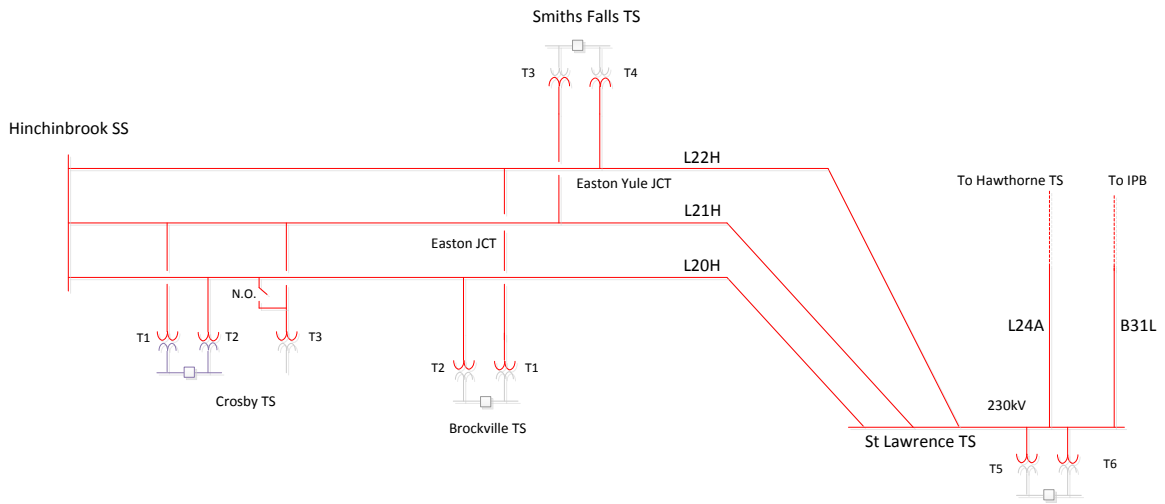 Smiths Falls TS
T3
T4
Hinchinbrook SS
L22H
Easton Yule JCT
To Hawthorne TS
To IPB
L21H
Easton JCT
L20H
N.O.
T1
T2
T3
L24A
B31L
T2
T1
Crosby TS
230kV
Brockville TS
St Lawrence TS
T5
T6